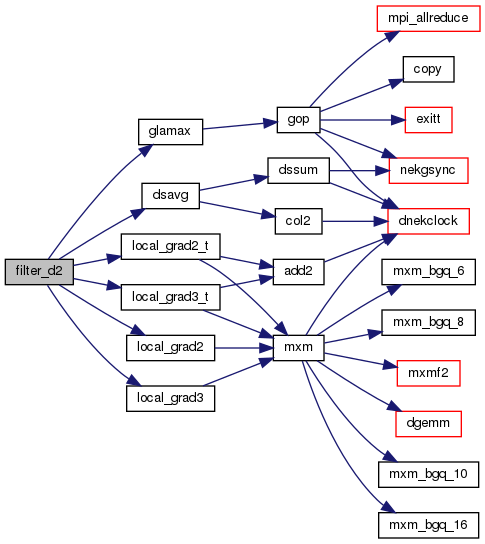 mpi_allreduce
copy
glamax
gop
exitt
dssum
nekgsync
dsavg
col2
dnekclock
local_grad2_t
filter_d2
add2
mxm_bgq_6
local_grad3_t
mxm_bgq_8
local_grad2
mxm
mxmf2
local_grad3
dgemm
mxm_bgq_10
mxm_bgq_16